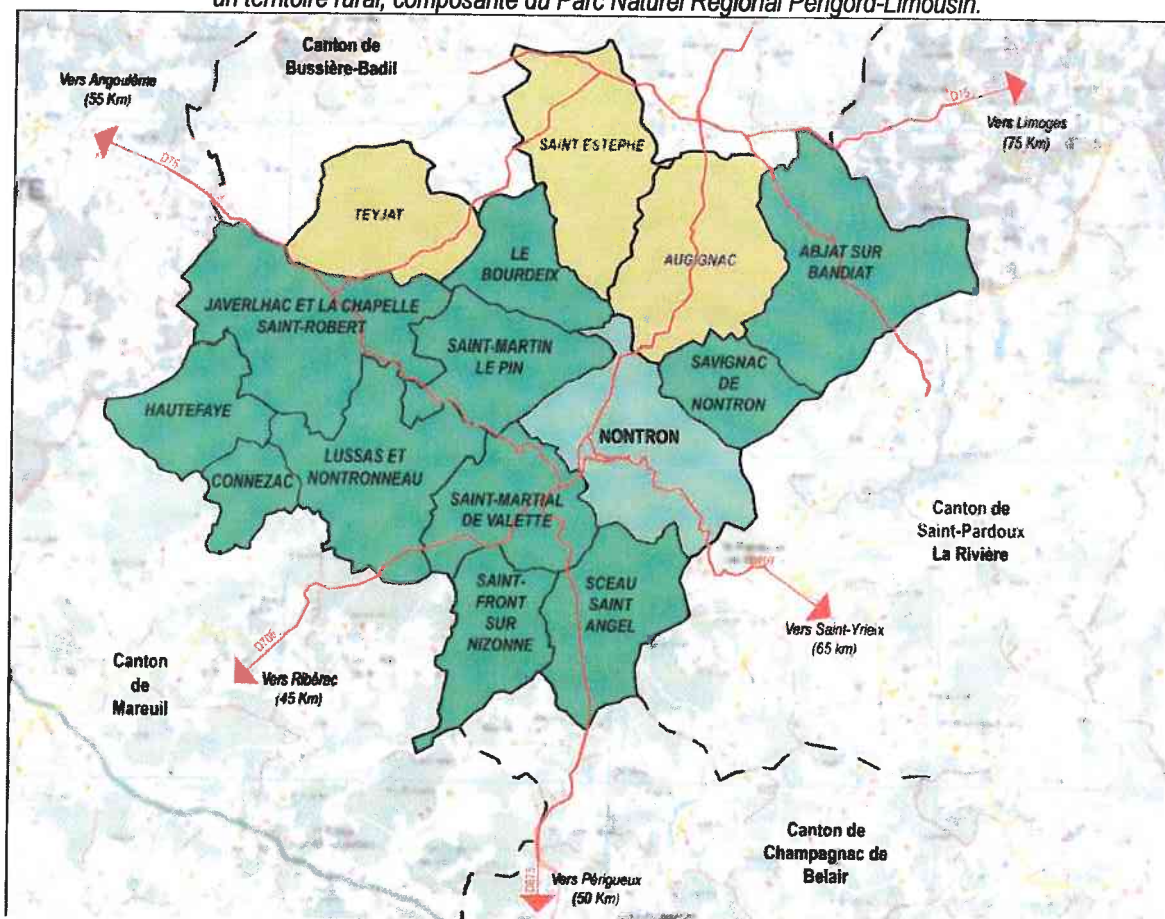 un territoire rural, composante du Parc Naturel Régional Périgord-Limousin.
Canton de
Bussière-Badil
Vers Angoulême
(55 Km)
D75
D75
Vers Limoges
(75 Km)
SAINT ESTEPHE
TEYJAT
LE
BOURDEIX
AUGIGNAC
ABJAT SUR
BANDIAT
JAVERLHAC ET LA CHAPELLE
SAINT-ROBERT
SAINT-MARTIN
LE PIN
SAVIGNAC
DE
NONTRON
HAUTEFAYE
NONTRON
LUSSAS ET
NONTRONNEAU
CONNEZAC
SAINT-MARTIAL
DE VALETTE
Canton de
Saint-Pardoux
La Rivière
SAINT-
FRONT
SUR
NIZONNE
SCEAU
SAINT
ANGEL
Vers Saint-Yrieix
(65 km)
Canton
de
Mareuil
D708
Vers Ribérac
(45 Km)
Canton de
Champagnac de
Belair
D675
Vers Périgueux
(50 Km)